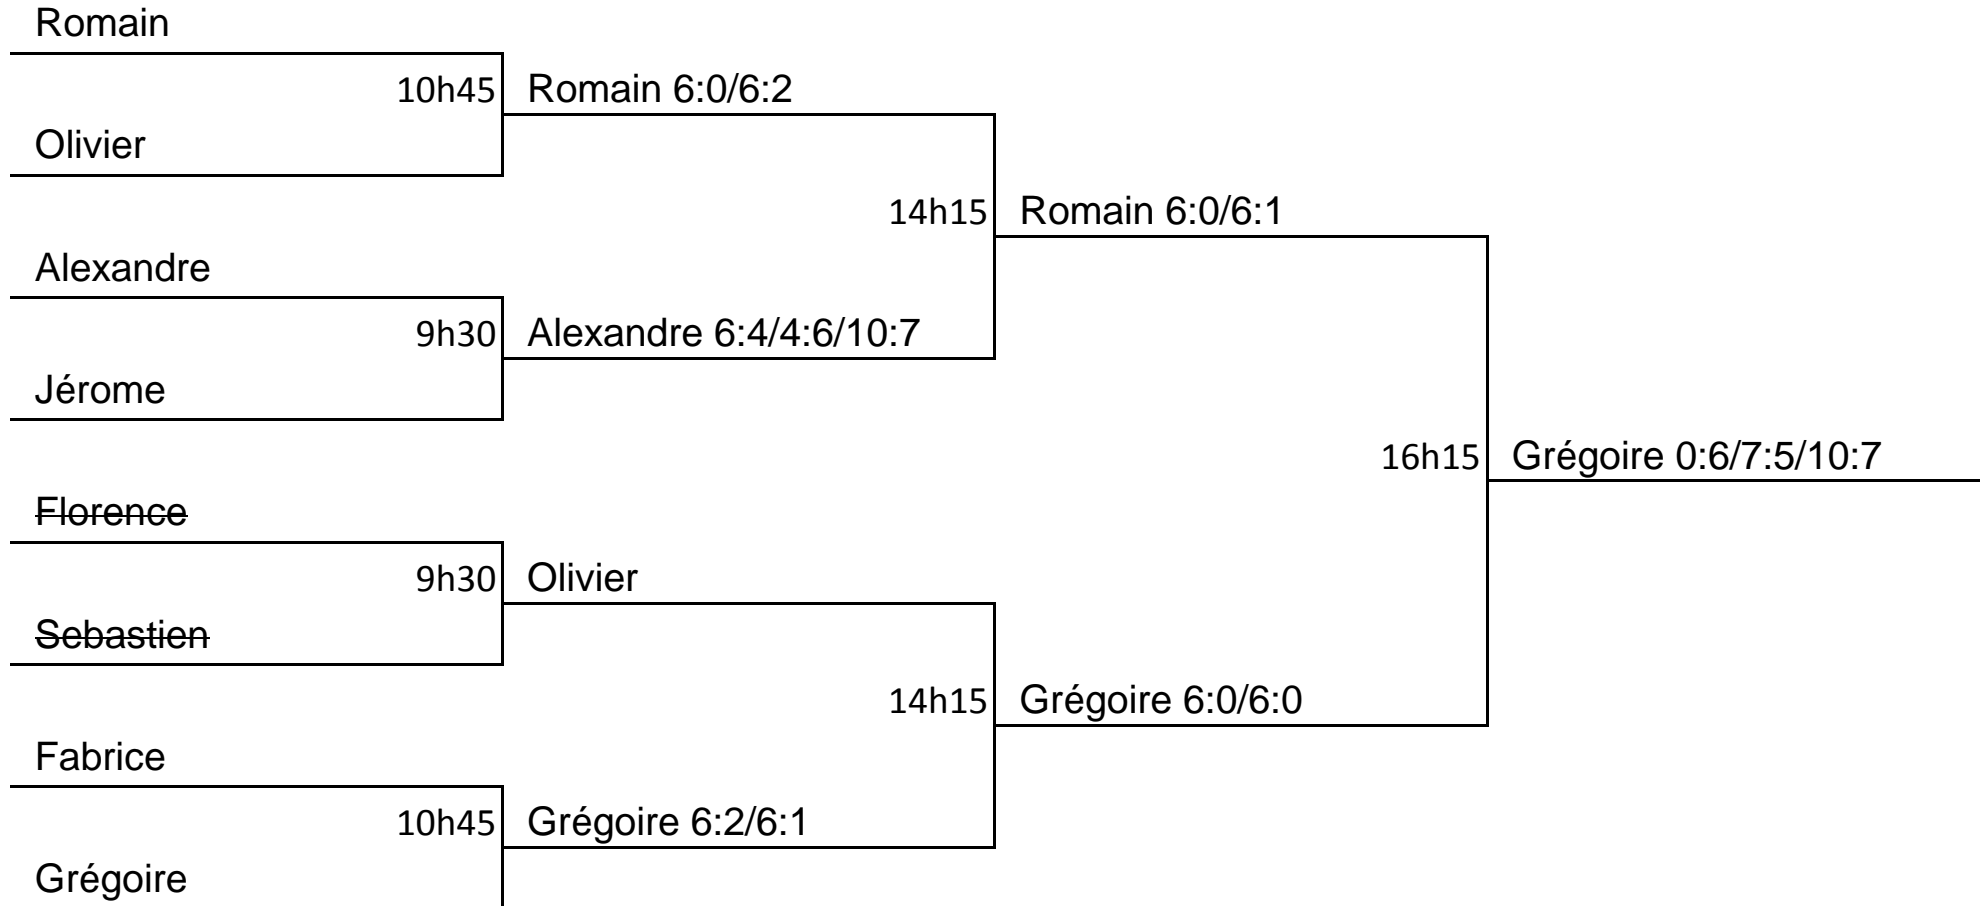 Romain
10h45 Romain 6:0/6:2
Olivier
14h15 Romain 6:0/6:1
Alexandre
9h30 Alexandre 6:4/4:6/10:7
Jérome
16h15 Grégoire 0:6/7:5/10:7
Florence
9h30 Olivier
Sebastien
14h15 Grégoire 6:0/6:0
Fabrice
10h45 Grégoire 6:2/6:1
Grégoire